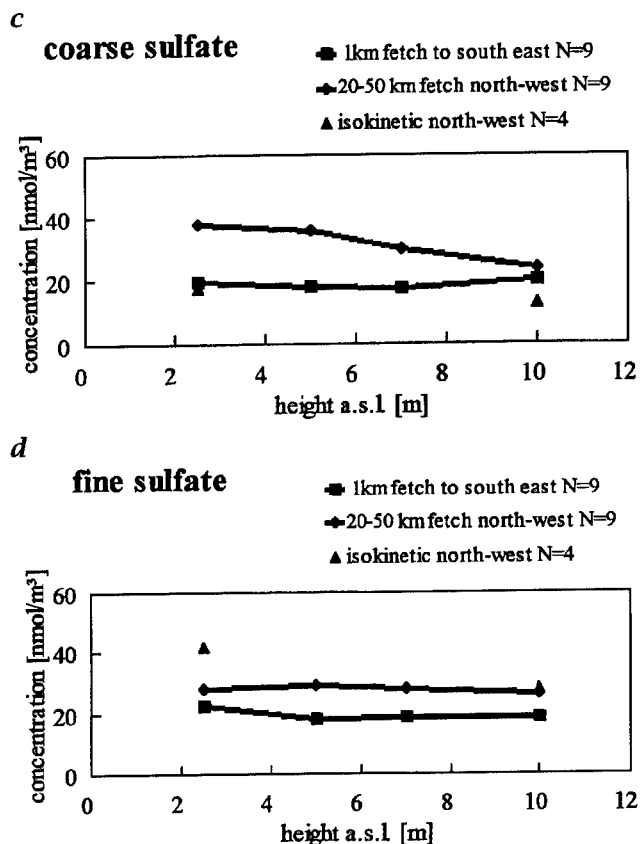 c
coarse sulfate
1km fetch to south east N=9
20-50 km fetch north-west N=9
isokinetic north-west N=4
concentration [nmol/m³]
60
40
20
0
0 2 4 6 8 10 12
height a.s.l [m]
d
fine sulfate
1km fetch to south east N=9
20-50 km fetch north-west N=9
isokinetic north-west N=4
concentration [nmol/m³]
60
40
20
0
0 2 4 6 8 10 12
height a.s.l [m]